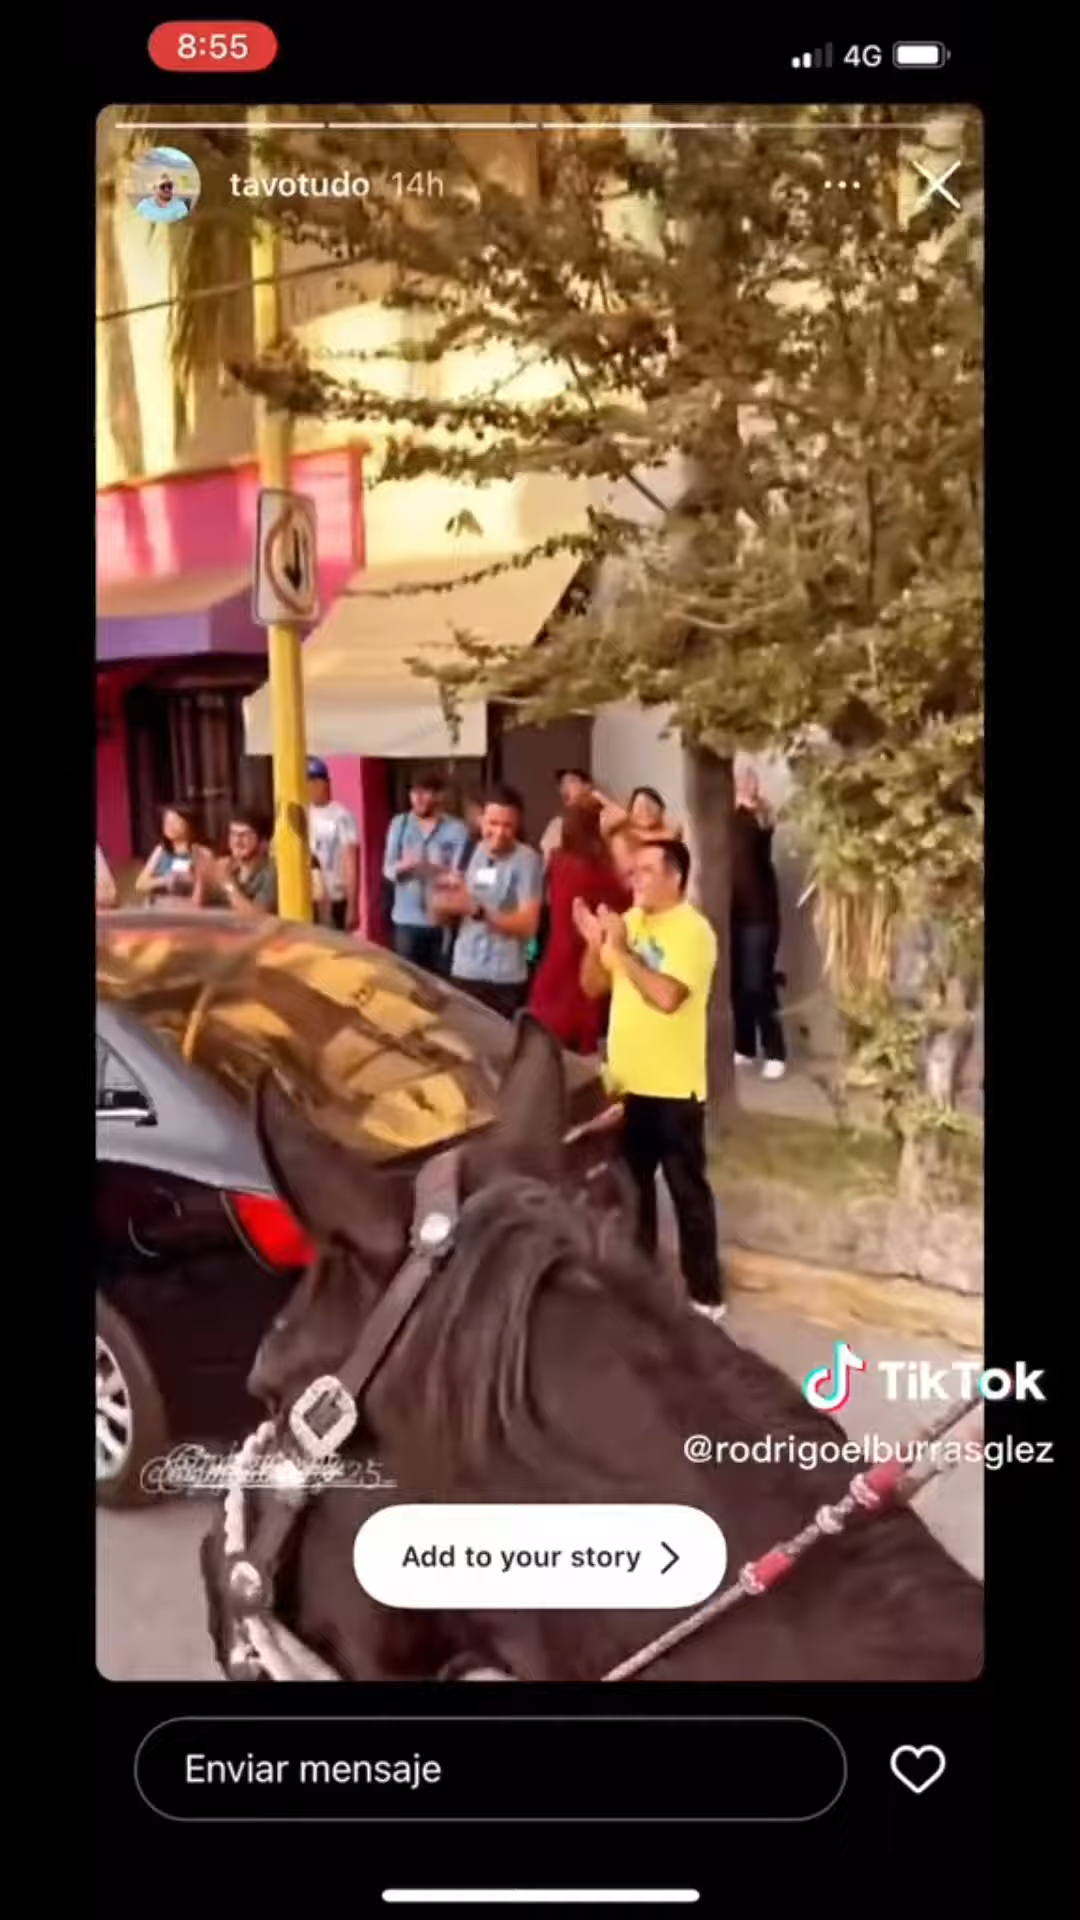 8:55
4G
tavotudo 14h
TikTok
@rodrigoelburrasglez
Add to your story
Enviar mensaje